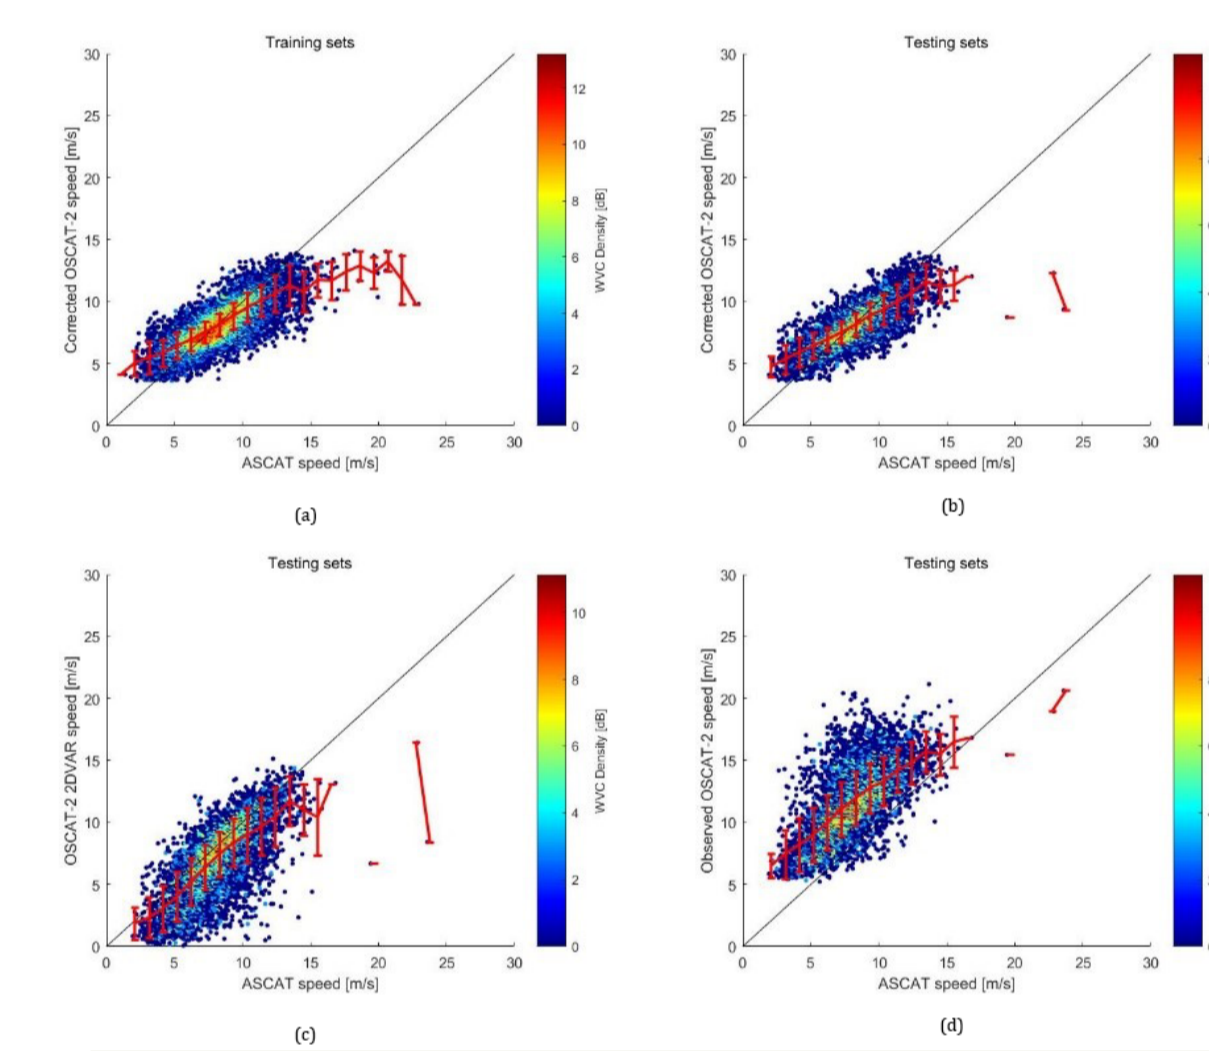 Training sets
30
25
20
15
10
5
0
Corrected OSCAT-2 speed [m/s]
0 5 10 15 20 25 30
ASCAT speed [m/s]
12
10
8
6
4
2
0
WVC Density [dB]
(a)
Testing sets
30
25
20
15
10
5
0
Corrected OSCAT-2 speed [m/s]
0 5 10 15 20 25 30
ASCAT speed [m/s]
(b)
Testing sets
30
25
20
15
10
5
0
OSCAT-2 2DVAR speed [m/s]
0 5 10 15 20 25 30
ASCAT speed [m/s]
10
8
6
4
2
0
WVC Density [dB]
(c)
Testing sets
30
25
20
15
10
5
0
Observed OSCAT-2 speed [m/s]
0 5 10 15 20 25 30
ASCAT speed [m/s]
(d)